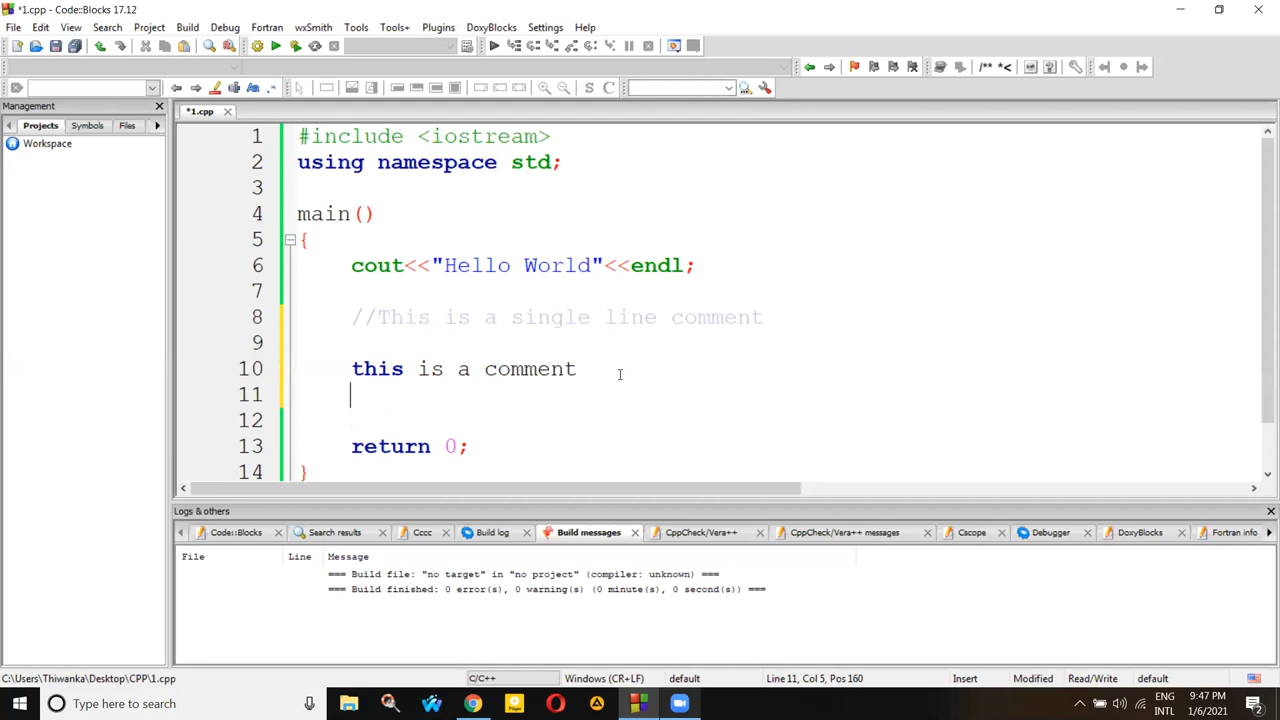 *1.cpp - Code::Blocks 17.12
File Edit View Search Project Build Debug Fortran wxSmith Tools Tools+ Plugins DoxyBlocks Settings Help
/** *<
S C
Management
*1.cpp
Projects Symbols Files
Workspace
1 #include <iostream>
2 using namespace std;
3
4 main()
5 {
6 cout<<"Hello World"<<endl;
7
8 //This is a single line comment
9
10 this is a comment
11
12
13 return 0;
14 }
Logs & others
Code::Blocks Search results Cccc Build log Build messages CppCheck/Vera++ CppCheck/Vera++ messages Cscope Debugger DoxyBlocks Fortran info
File Line Message
=== Build file: "no target" in "no project" (compiler: unknown) ===
=== Build finished: 0 error(s), 0 warning(s) (0 minute(s), 0 second(s)) ===
C:\Users\Thiwanka\Desktop\CPP\1.cpp C/C++ Windows (CR+LF) default Line 11, Col 5, Pos 160 Insert Modified Read/Write default
Type here to search
ENG 9:47 PM
INTL 1/6/2021
2